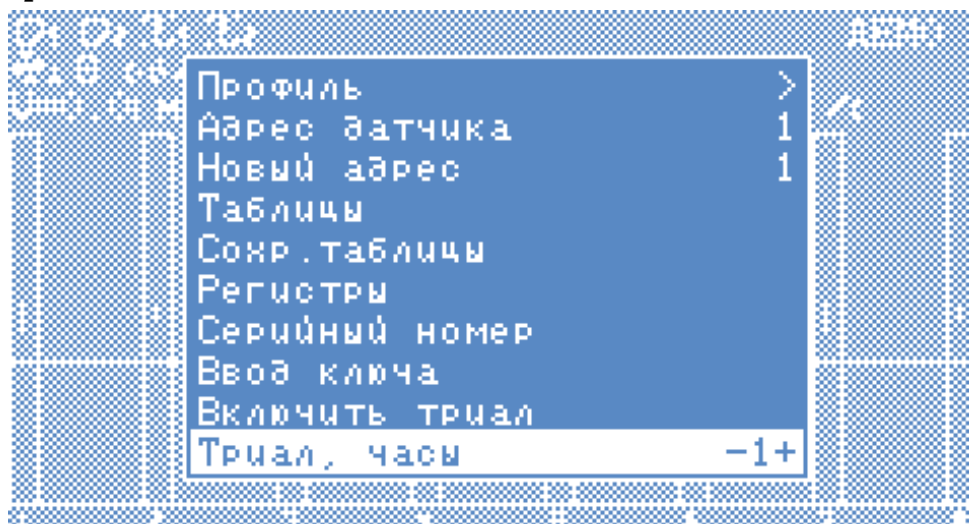 Профиль >
Адрес датчика 1
Новый адрес 1
Таблицы
Сохр.таблицы
Регистры
Серийный номер
Ввод ключа
Включить триал
Триал, часы -1+